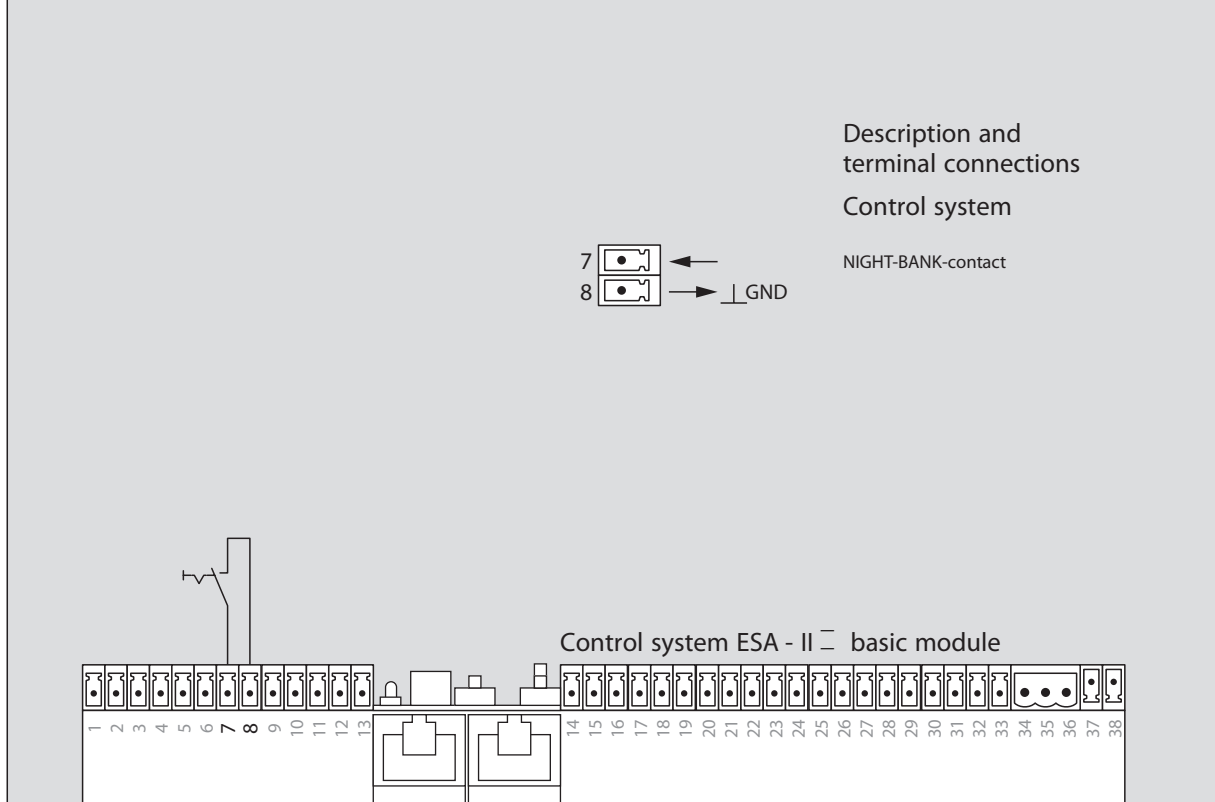 Description and
terminal connections
Control system
7 NIGHT-BANK-contact
8 GND
Control system ESA - II basic module
1 2 3 4 5 6 7 8 9 10 11 12 13 14 15 16 17 18 19 20 21 22 23 24 25 26 27 28 29 30 31 32 33 34 35 36 37 38